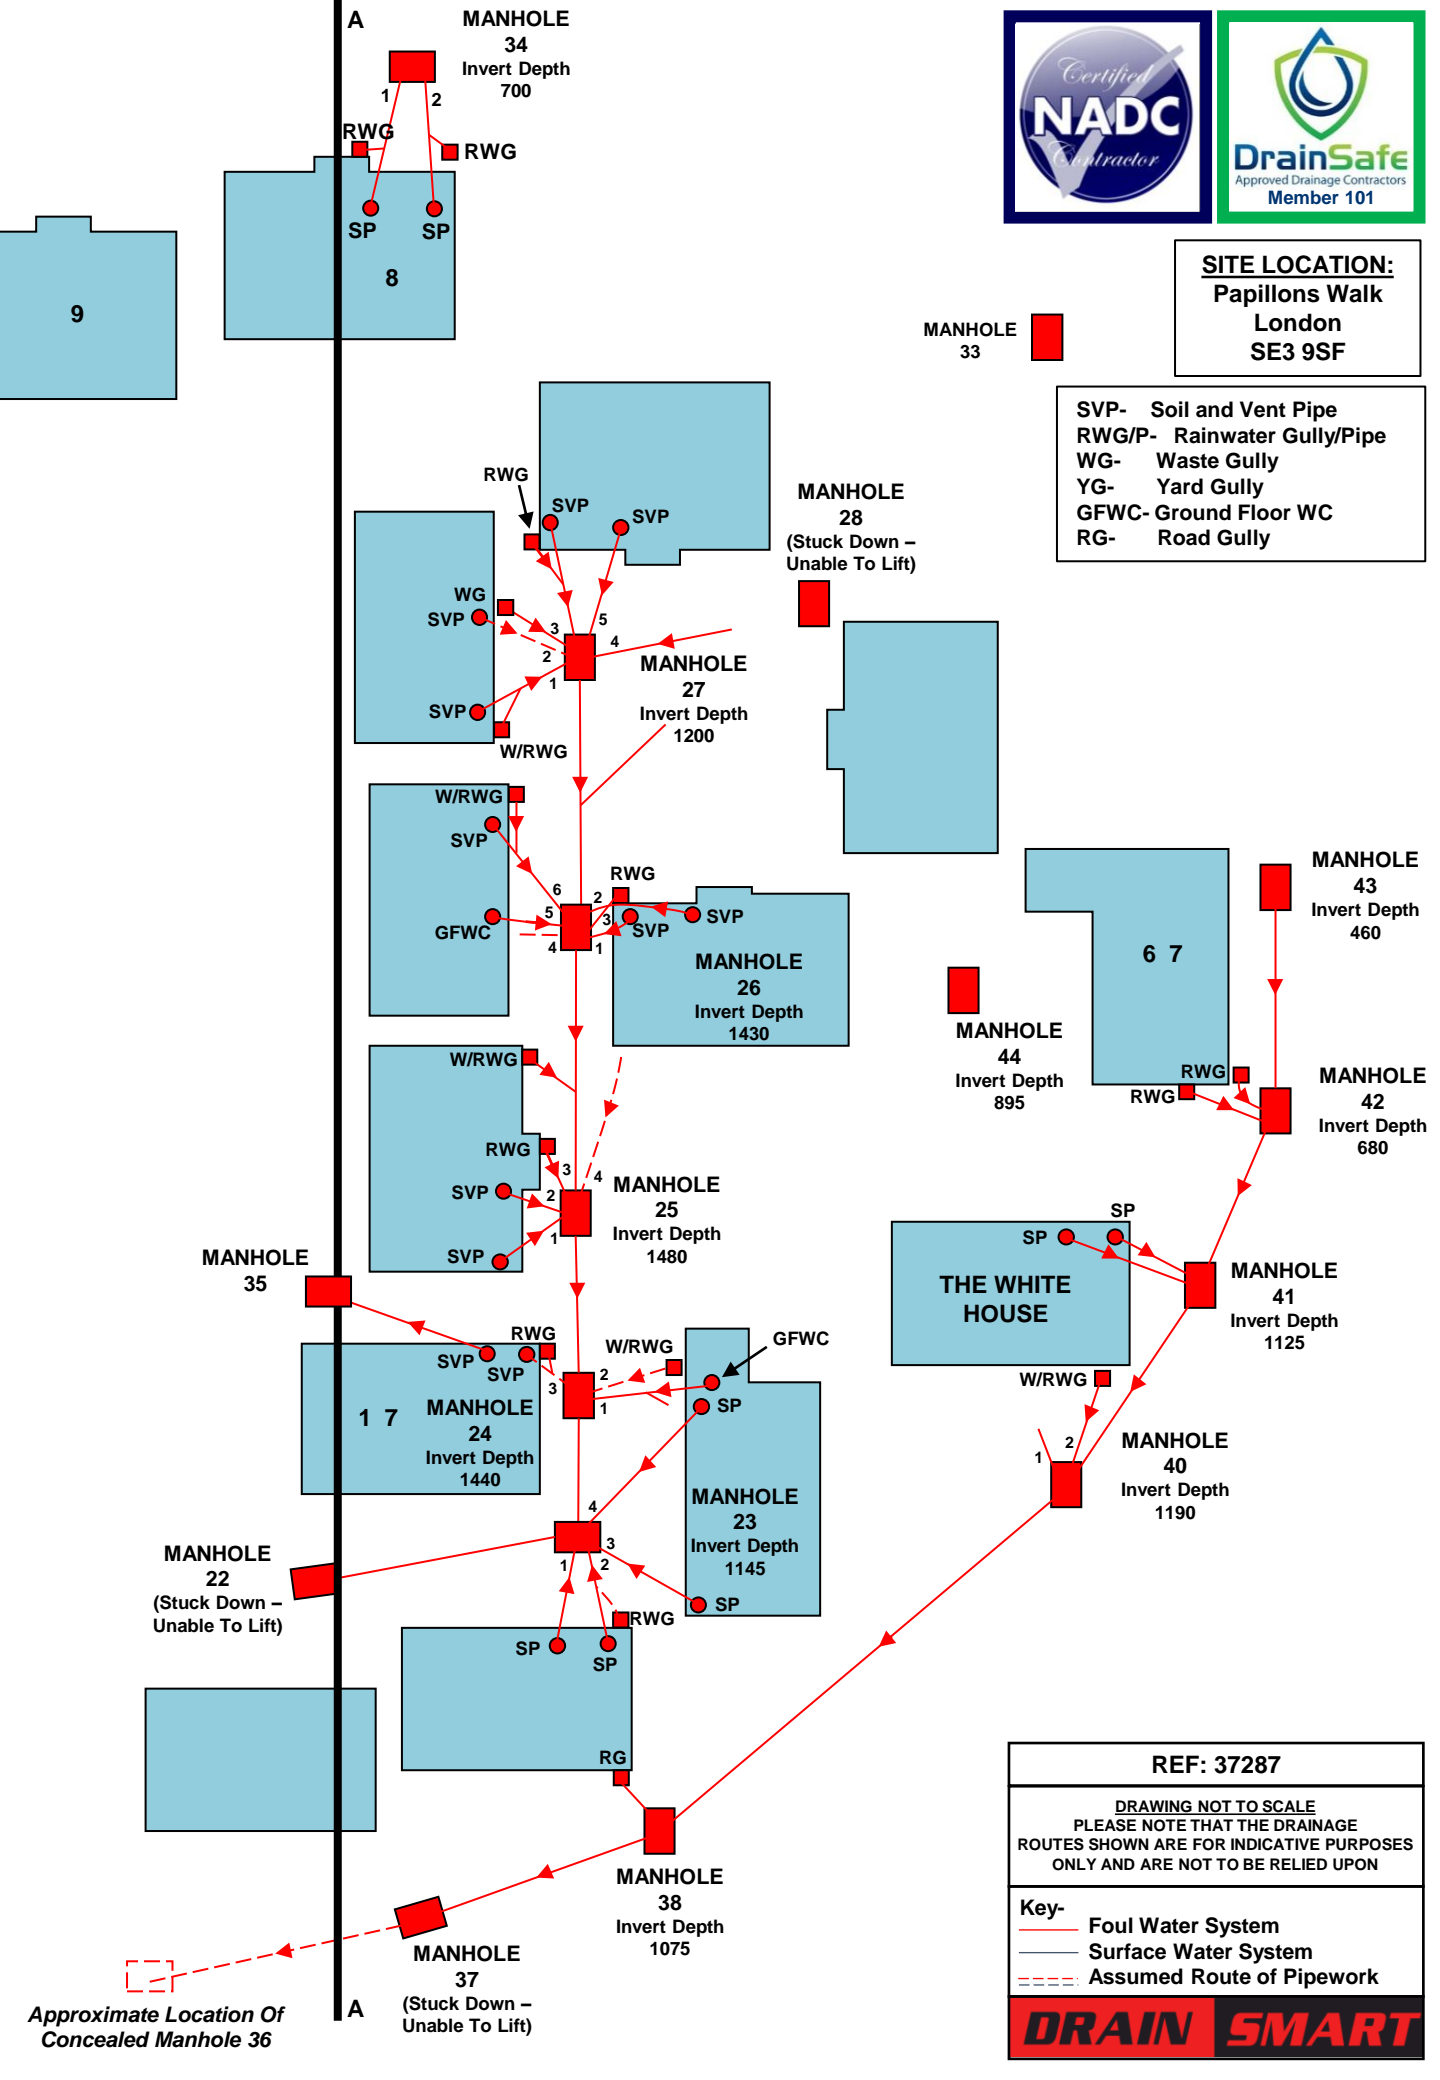 A
MANHOLE
34
Invert Depth
700
1
2
RWG
RWG
SP
SP
8
9
Certified
NADC
Contractor
DrainSafe
Approved Drainage Contractors
Member 101
SITE LOCATION:
Papillons Walk
London
SE3 9SF
MANHOLE
33
SVP- Soil and Vent Pipe
RWG/P- Rainwater Gully/Pipe
WG- Waste Gully
YG- Yard Gully
GFWC- Ground Floor WC
RG- Road Gully
RWG
SVP
SVP
MANHOLE
28
(Stuck Down –
Unable To Lift)
WG
SVP
3
5
4
2
1
SVP
W/RWG
MANHOLE
27
Invert Depth
1200
W/RWG
SVP
GFWC
6
5
4
2
3
1
RWG
SVP
SVP
MANHOLE
26
Invert Depth
1430
6 7
MANHOLE
43
Invert Depth
460
MANHOLE
44
Invert Depth
895
RWG
RWG
MANHOLE
42
Invert Depth
680
W/RWG
RWG
3
4
SVP
2
1
SVP
MANHOLE
25
Invert Depth
1480
SP
SP
THE WHITE
HOUSE
MANHOLE
41
Invert Depth
1125
MANHOLE
35
RWG
SVP
SVP
3
2
1
W/RWG
GFWC
SP
1 7
MANHOLE
24
Invert Depth
1440
W/RWG
1
2
MANHOLE
40
Invert Depth
1190
4
3
1
2
MANHOLE
23
Invert Depth
1145
MANHOLE
22
(Stuck Down –
Unable To Lift)
SP
RWG
SP
SP
RG
MANHOLE
38
Invert Depth
1075
MANHOLE
37
(Stuck Down –
Unable To Lift)
A
Approximate Location Of
Concealed Manhole 36
REF: 37287
DRAWING NOT TO SCALE
PLEASE NOTE THAT THE DRAINAGE
ROUTES SHOWN ARE FOR INDICATIVE PURPOSES
ONLY AND ARE NOT TO BE RELIED UPON
Key-
Foul Water System
Surface Water System
Assumed Route of Pipework
DRAIN SMART